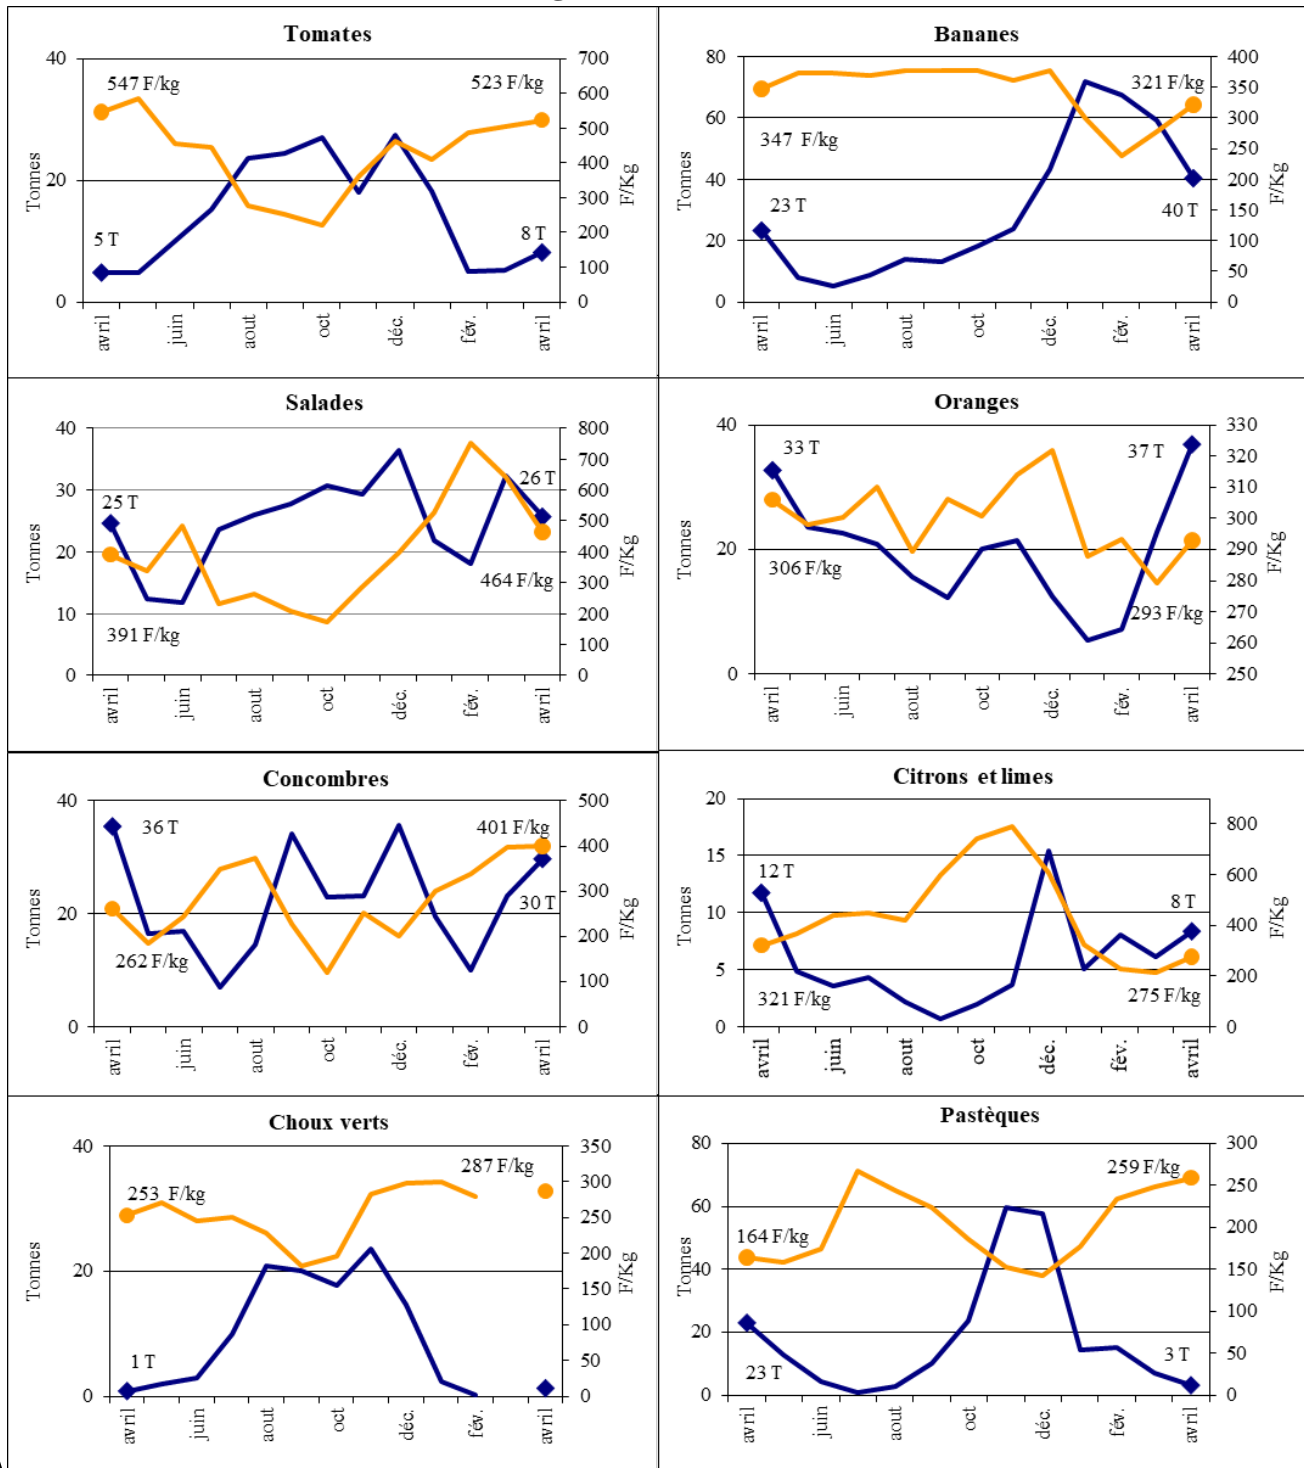 Tomates
40
20
0
700
600
500
400
300
200
100
0
Tonnes
F/Kg
547 F/kg
523 F/kg
5 T
8 T
avril
juin
aout
oct
déc.
fév.
avril
Bananes
80
60
40
20
0
400
350
300
250
200
150
100
50
0
Tonnes
F/Kg
321 F/kg
347 F/kg
23 T
40 T
avril
juin
aout
oct
déc.
fév.
avril
Salades
40
30
20
10
0
800
700
600
500
400
300
200
100
0
Tonnes
F/Kg
25 T
26 T
464 F/kg
391 F/kg
avril
juin
aout
oct
déc.
fév.
avril
Oranges
40
20
0
330
320
310
300
290
280
270
260
250
Tonnes
F/Kg
33 T
37 T
306 F/kg
293 F/kg
avril
juin
aout
oct
déc.
fév.
avril
Concombres
40
20
0
500
400
300
200
100
0
Tonnes
F/Kg
36 T
401 F/kg
30 T
262 F/kg
avril
juin
aout
oct
déc.
fév.
avril
Citrons et limes
20
15
10
5
0
800
600
400
200
0
Tonnes
F/Kg
12 T
8 T
321 F/kg
275 F/kg
avril
juin
aout
oct
déc.
fév.
avril
Choux verts
40
20
0
350
300
250
200
150
100
50
0
Tonnes
F/Kg
287 F/kg
253 F/kg
1 T
avril
juin
aout
oct
déc.
fév.
avril
Pastèques
80
60
40
20
0
300
250
200
150
100
50
0
Tonnes
F/Kg
259 F/kg
164 F/kg
23 T
3 T
avril
juin
aout
oct
déc.
fév.
avril